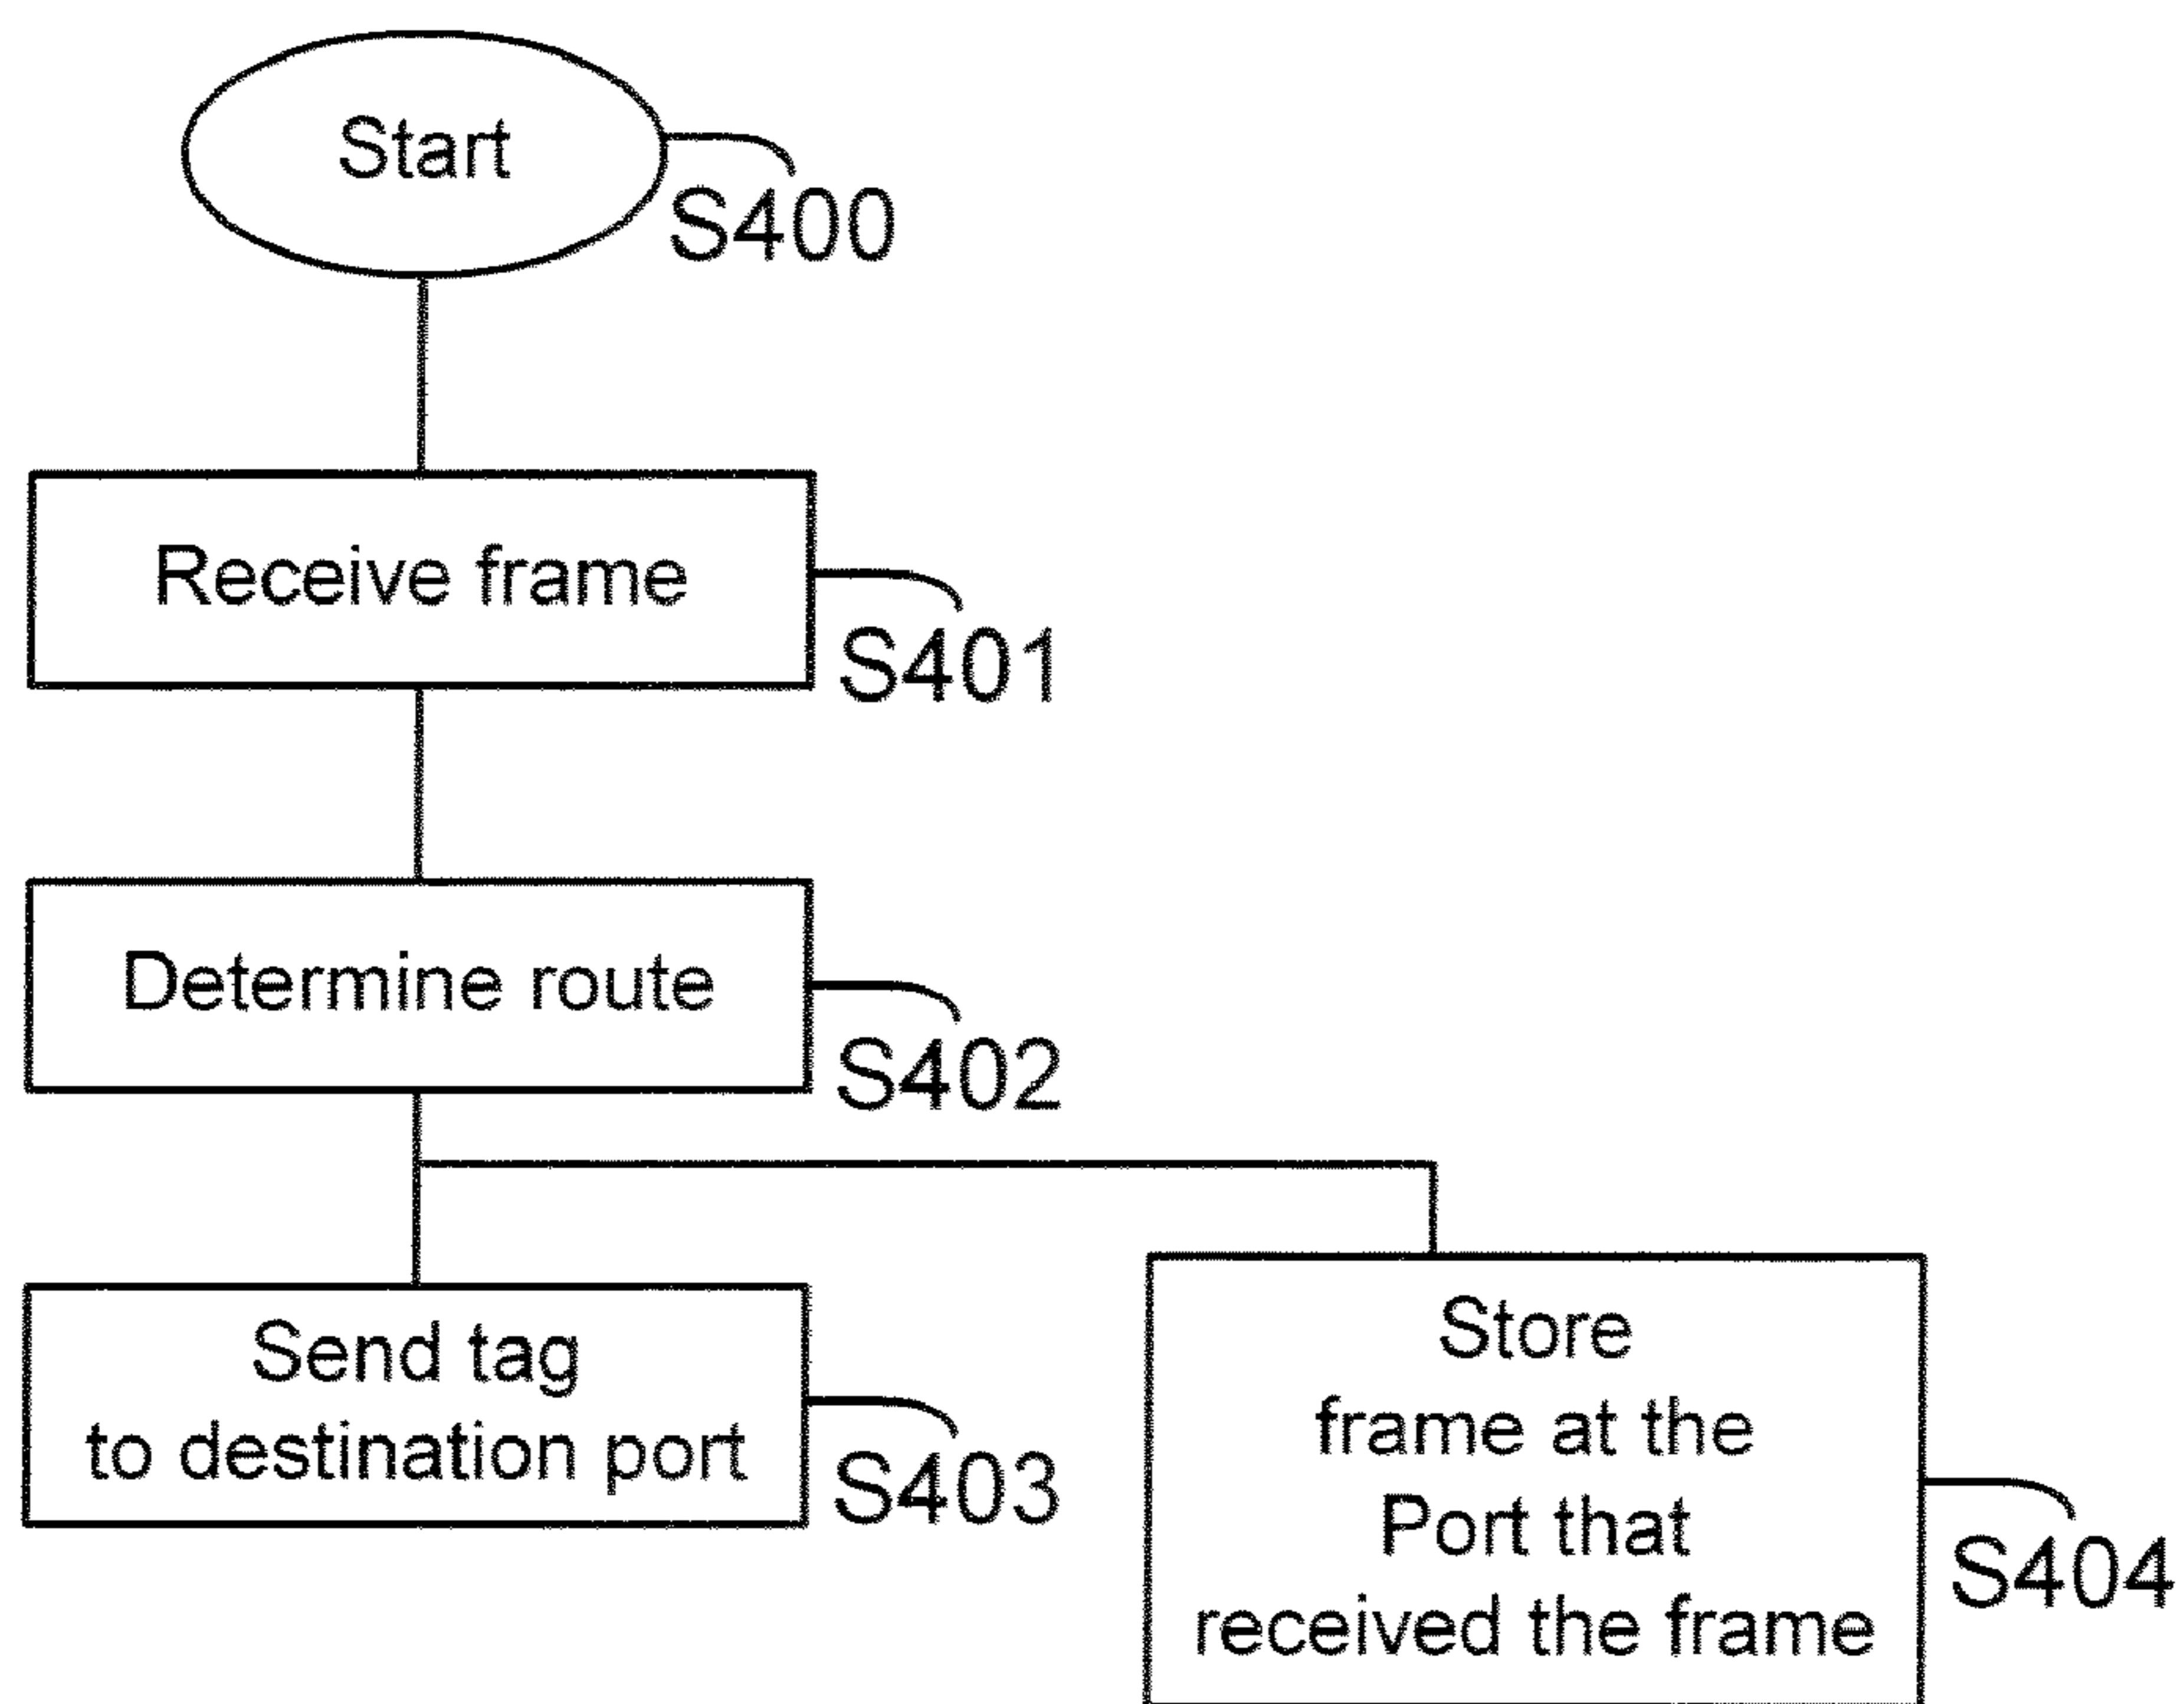 Start
S400
Receive frame
S401
Determine route
S402
Send tag
to destination port
S403
Store
frame at the
Port that
received the frame
S404